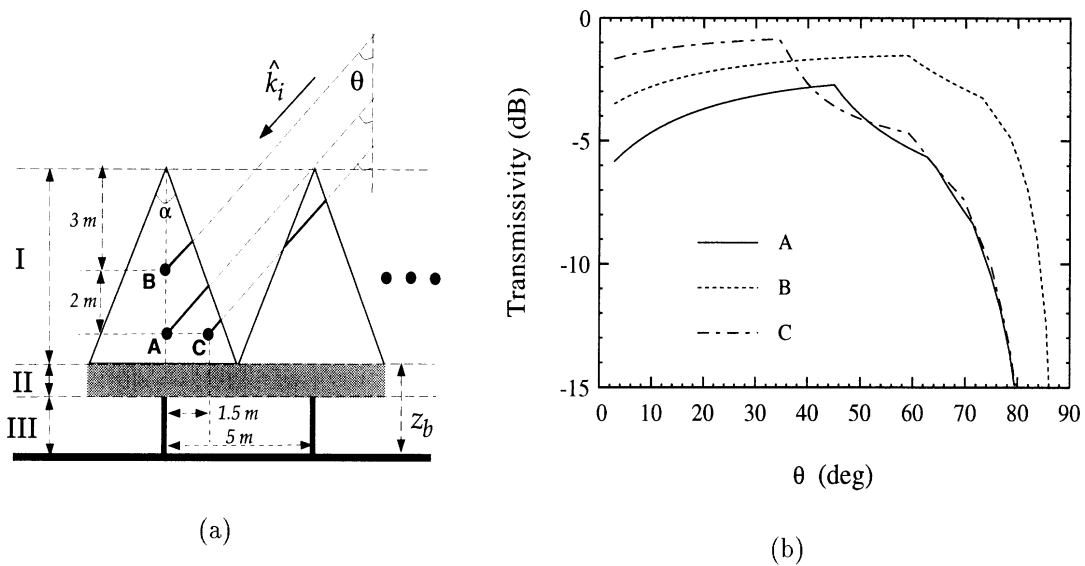 k̂ᵢ
θ
α
3 m
I
B
2 m
A
C
II
III
1.5 m
5 m
z_b
(a)
Transmissivity (dB)
0
-5
-10
-15
A
B
C
0 10 20 30 40 50 60 70 80 90
θ (deg)
(b)